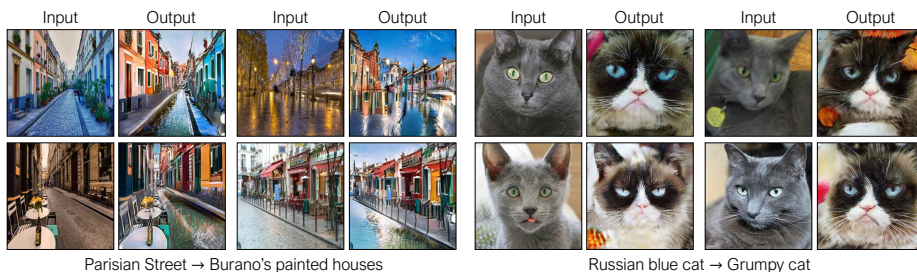 Input Output Input Output Input Output Input Output
Parisian Street → Burano's painted houses Russian blue cat → Grumpy cat